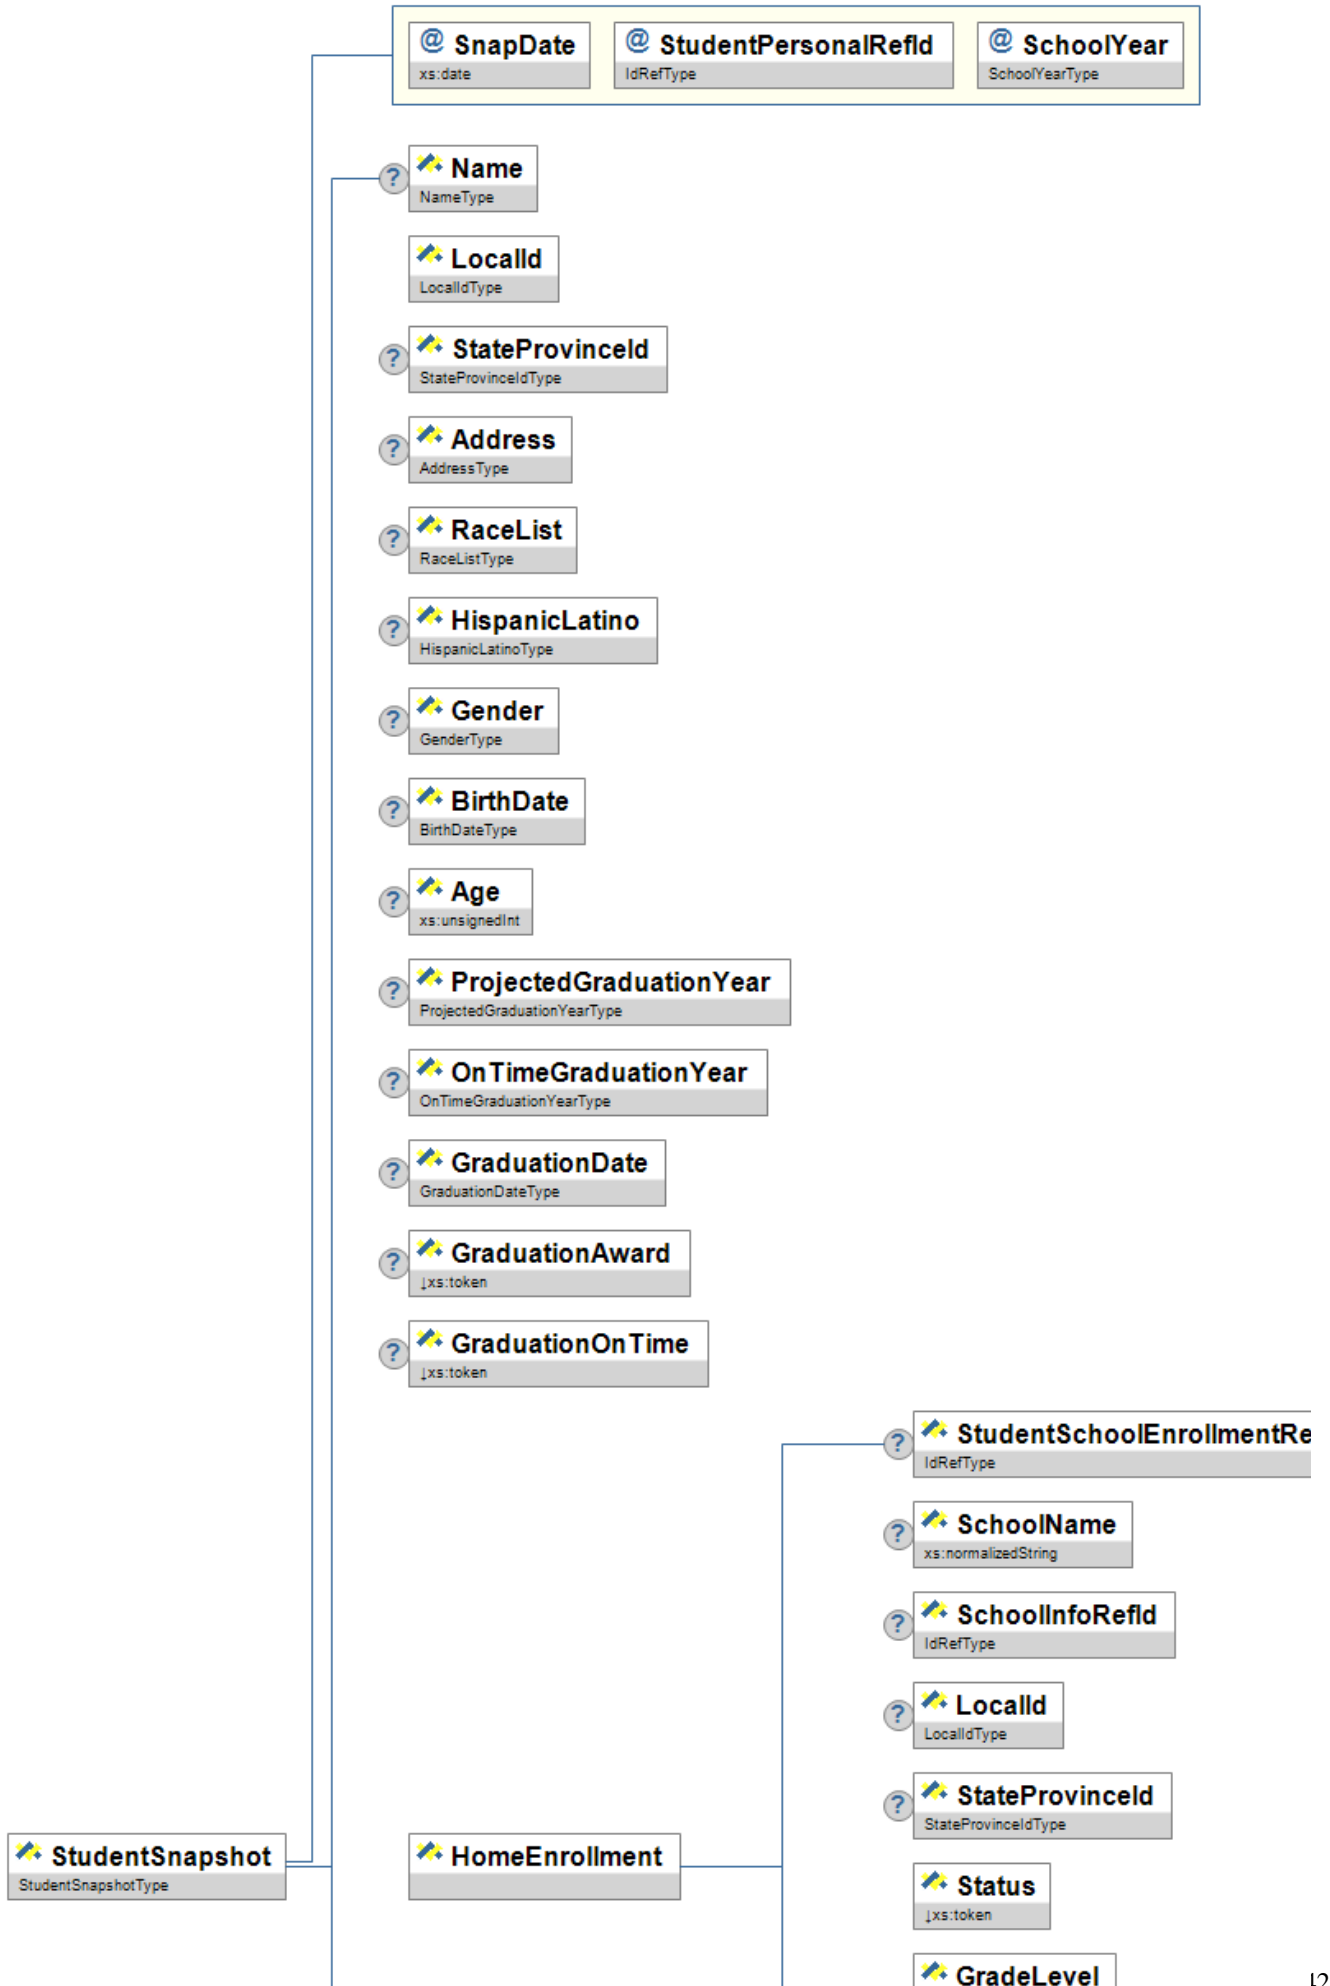 @ SnapDate @ StudentPersonalRefId @ SchoolYear
xs:date IdRefType SchoolYearType
? Name
NameType
LocalId
LocalIdType
? StateProvinceId
StateProvinceIdType
? Address
AddressType
? RaceList
RaceListType
? HispanicLatino
HispanicLatinoType
? Gender
GenderType
? BirthDate
BirthDateType
? Age
xs:unsignedInt
? ProjectedGraduationYear
ProjectedGraduationYearType
? OnTimeGraduationYear
OnTimeGraduationYearType
? GraduationDate
GraduationDateType
? GraduationAward
↓xs:token
? GraduationOnTime
↓xs:token
? StudentSchoolEnrollmentRe
IdRefType
? SchoolName
xs:normalizedString
? SchoolInfoRefId
IdRefType
? LocalId
LocalIdType
? StateProvinceId
StateProvinceIdType
StudentSnapshot HomeEnrollment
StudentSnapshotType
Status
↓xs:token
GradeLevel